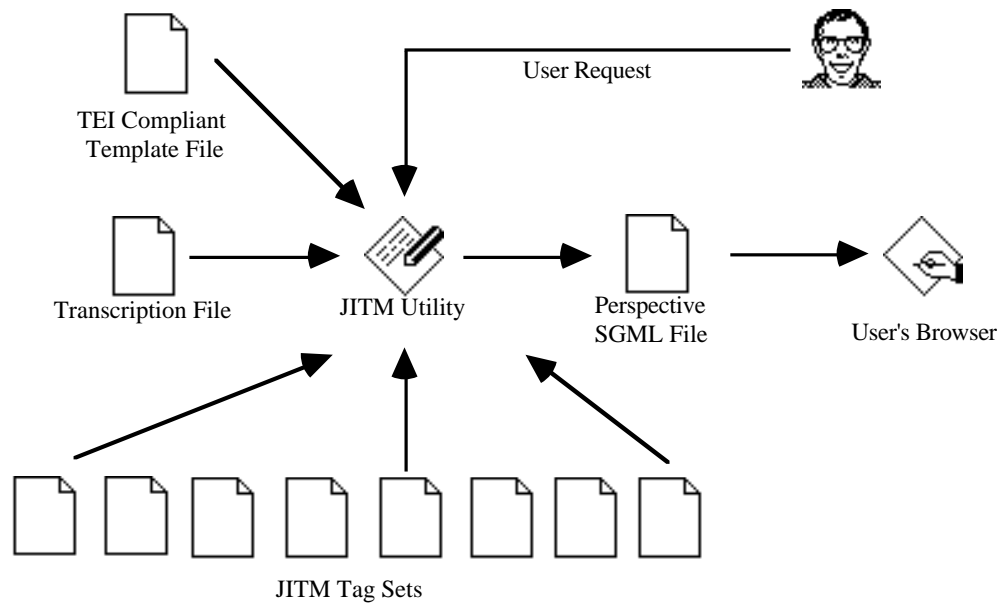 User Request
TEI Compliant
Template File
Transcription File
JITM Utility
Perspective
SGML File
User's Browser
JITM Tag Sets